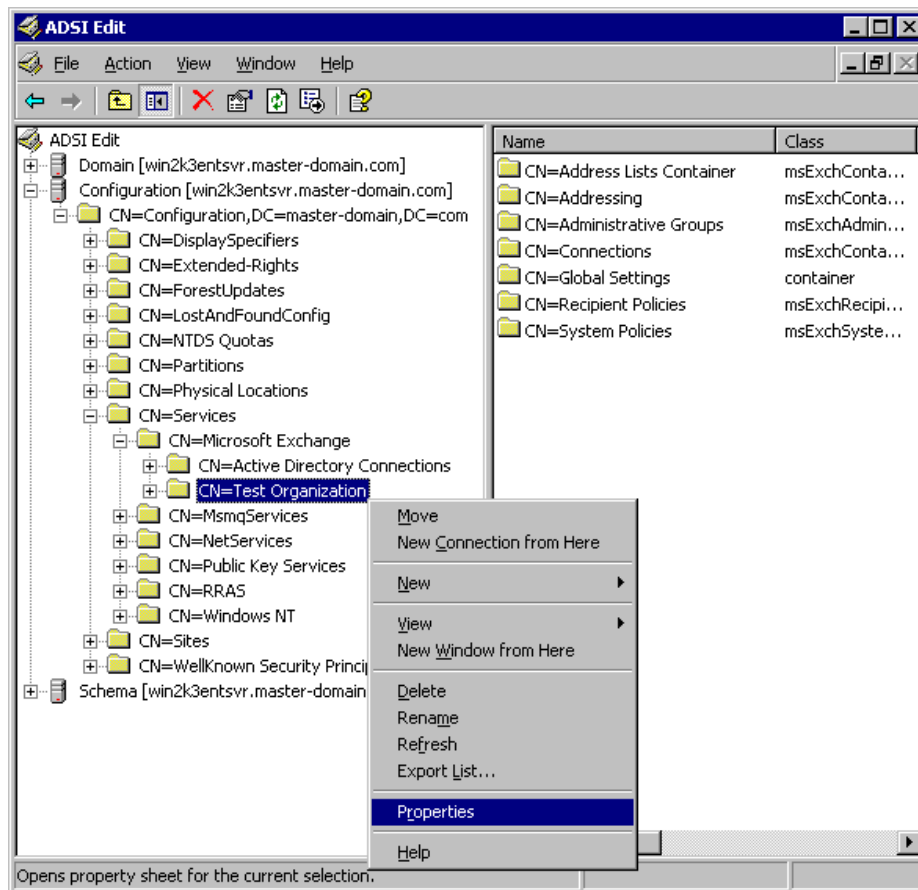 ADSI Edit
File Action View Window Help
ADSI Edit
Domain [win2k3entsvr.master-domain.com]
Configuration [win2k3entsvr.master-domain.com]
CN=Configuration,DC=master-domain,DC=com
CN=DisplaySpecifiers
CN=Extended-Rights
CN=ForestUpdates
CN=LostAndFoundConfig
CN=NTDS Quotas
CN=Partitions
CN=Physical Locations
CN=Services
CN=Microsoft Exchange
CN=Active Directory Connections
CN=Test Organization
CN=MsmqServices
CN=NetServices
CN=Public Key Services
CN=RRAS
CN=Windows NT
CN=Sites
CN=WellKnown Security Princip
Schema [win2k3entsvr.master-domain
Name Class
CN=Address Lists Container msExchConta...
CN=Addressing msExchConta...
CN=Administrative Groups msExchAdmin...
CN=Connections msExchConta...
CN=Global Settings container
CN=Recipient Policies msExchRecipi...
CN=System Policies msExchSyste...
Move
New Connection from Here
New
View
New Window from Here
Delete
Rename
Refresh
Export List...
Properties
Help
Opens property sheet for the current selection.